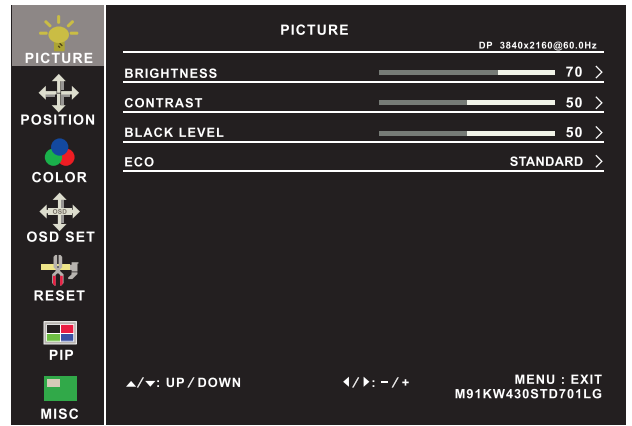 PICTURE
POSITION
COLOR
OSD
OSD SET
RESET
PIP
MISC
PICTURE
DP 3840x2160@60.0Hz
BRIGHTNESS 70 >
CONTRAST 50 >
BLACK LEVEL 50 >
ECO STANDARD >
▲/▼: UP / DOWN ◀/▶: - / + MENU : EXIT
M91KW430STD701LG